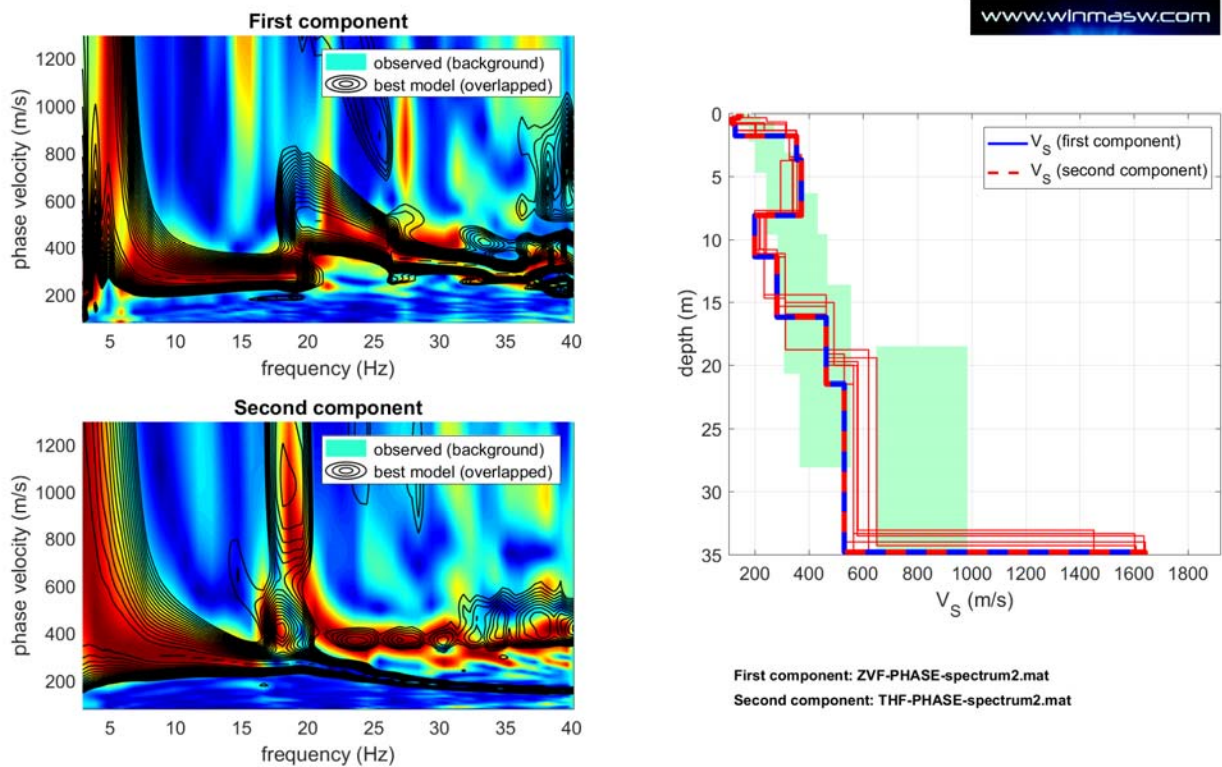 www.winmasw.com
First component
observed (background)
best model (overlapped)
phase velocity (m/s)
1200
1000
800
600
400
200
5
10
15
20
25
30
35
40
frequency (Hz)
Second component
observed (background)
best model (overlapped)
phase velocity (m/s)
1200
1000
800
600
400
200
5
10
15
20
25
30
35
40
frequency (Hz)
V_S (first component)
V_S (second component)
depth (m)
0
5
10
15
20
25
30
35
200
400
600
800
1000
1200
1400
1600
1800
V_S (m/s)
First component: ZVF-PHASE-spectrum2.mat
Second component: THF-PHASE-spectrum2.mat